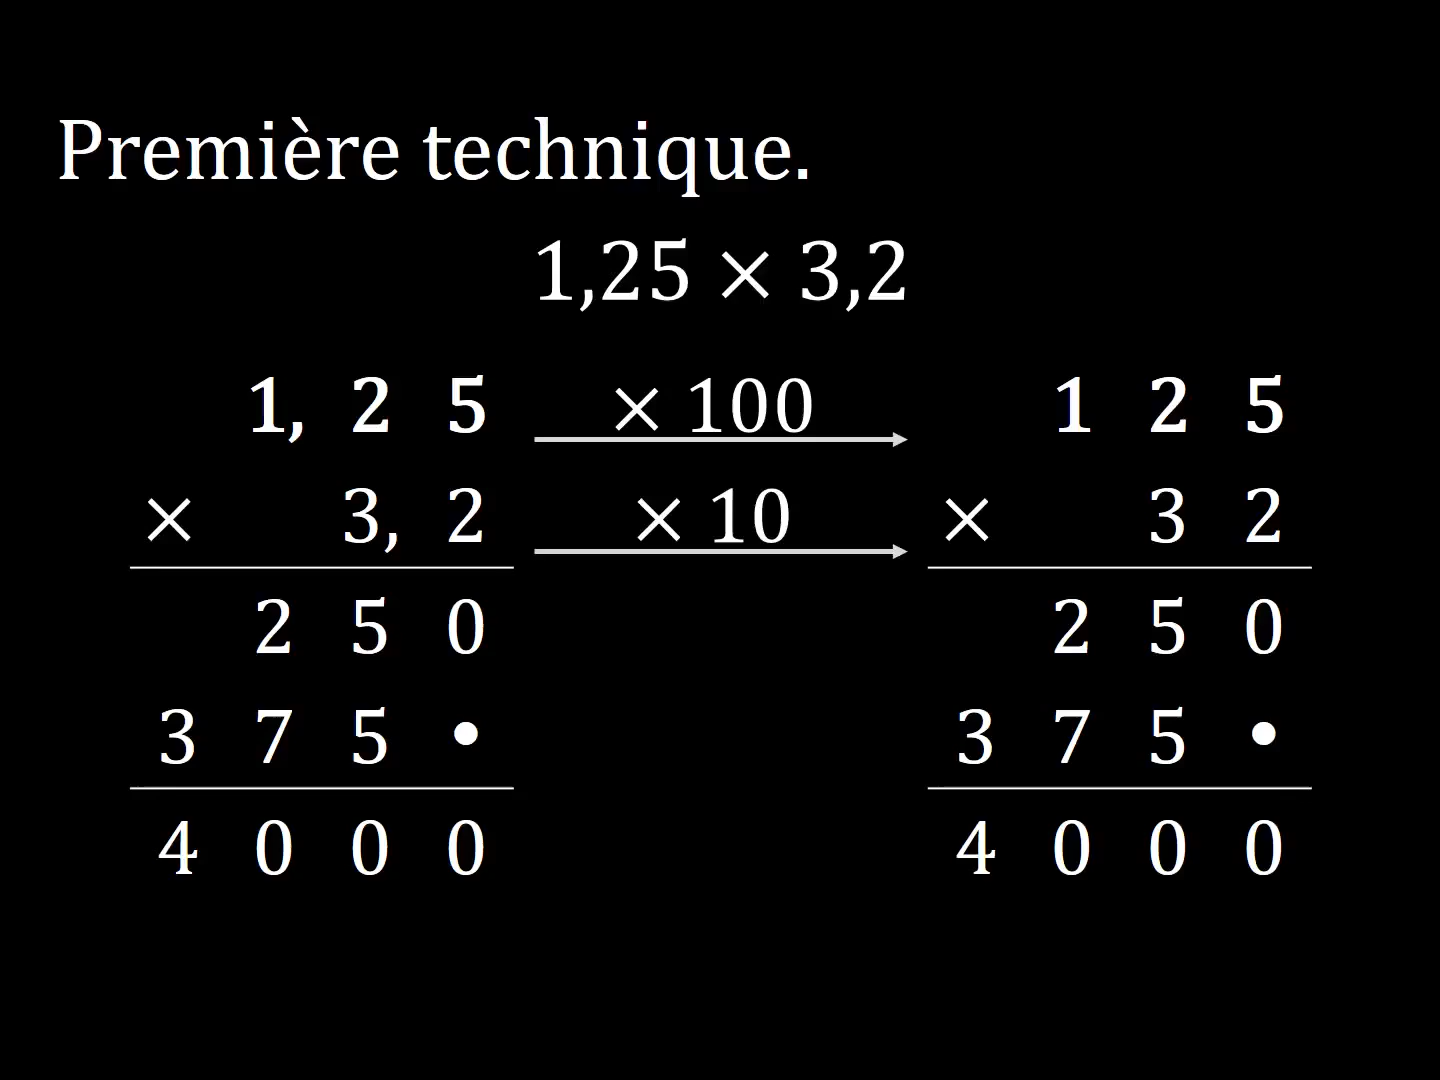 Première technique.
1,25 × 3,2
1, 2 5 × 100 1 2 5
× 3, 2 × 10 × 3 2
2 5 0 2 5 0
3 7 5 • 3 7 5 •
4 0 0 0 4 0 0 0